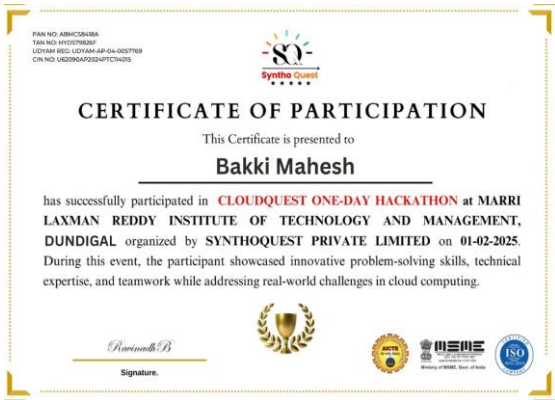 PAN NO: ABMCS8418A
TAN NO: HYDS79826F
UDYAM REG: UDYAM-AP-04-0057769
CIN NO: U62090AP2024PTC114015
SQ
Syntho Quest
CERTIFICATE OF PARTICIPATION
This Certificate is presented to
Bakki Mahesh
has successfully participated in CLOUDQUEST ONE-DAY HACKATHON at MARRI
LAXMAN REDDY INSTITUTE OF TECHNOLOGY AND MANAGEMENT,
DUNDIGAL organized by SYNTHOQUEST PRIVATE LIMITED on 01-02-2025.
During this event, the participant showcased innovative problem-solving skills, technical
expertise, and teamwork while addressing real-world challenges in cloud computing.
RavinadhB
Signature.
AICTE
MSME
Ministry of MSME, Govt. of India
ISO